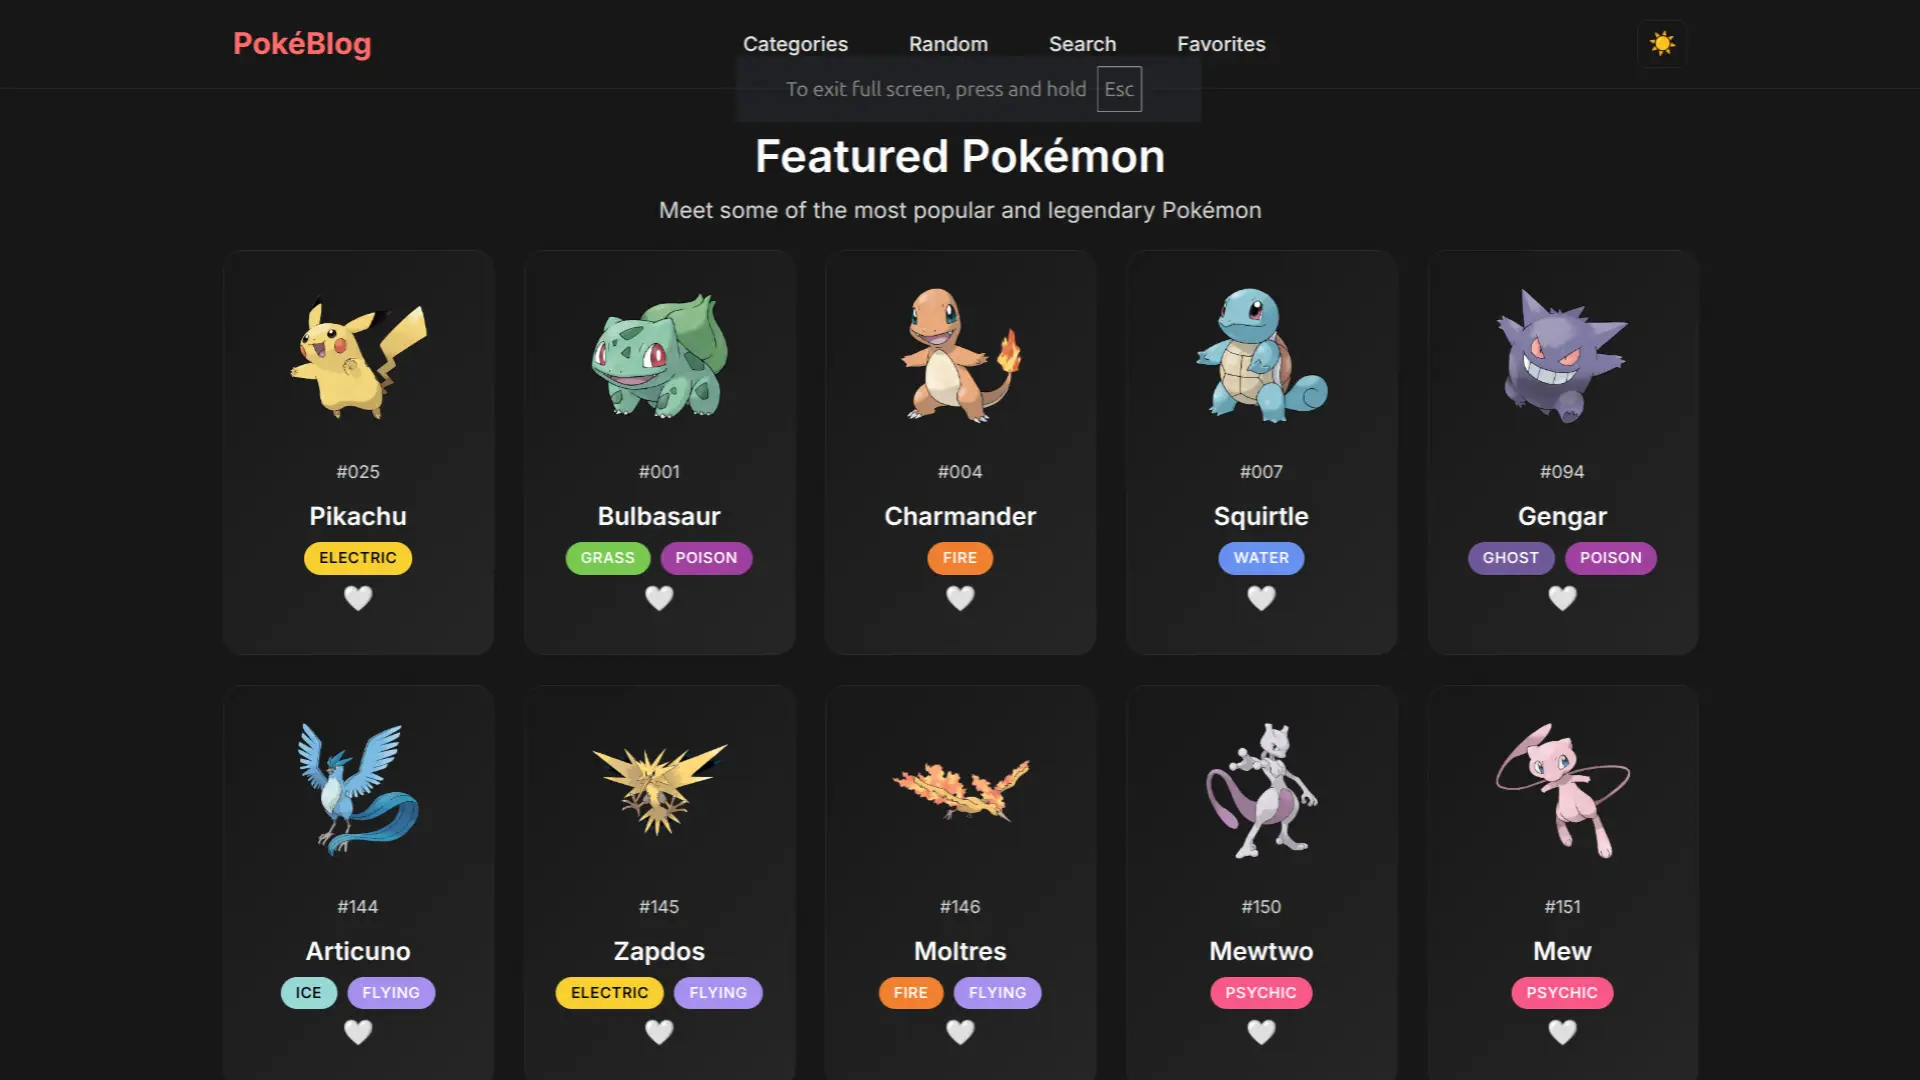 PokéBlog
Categories Random Search Favorites
To exit full screen, press and hold Esc
Featured Pokémon
Meet some of the most popular and legendary Pokémon
#025 #001 #004 #007 #094
Pikachu Bulbasaur Charmander Squirtle Gengar
ELECTRIC GRASS POISON FIRE WATER GHOST POISON
#144 #145 #146 #150 #151
Articuno Zapdos Moltres Mewtwo Mew
ICE FLYING ELECTRIC FLYING FIRE FLYING PSYCHIC PSYCHIC